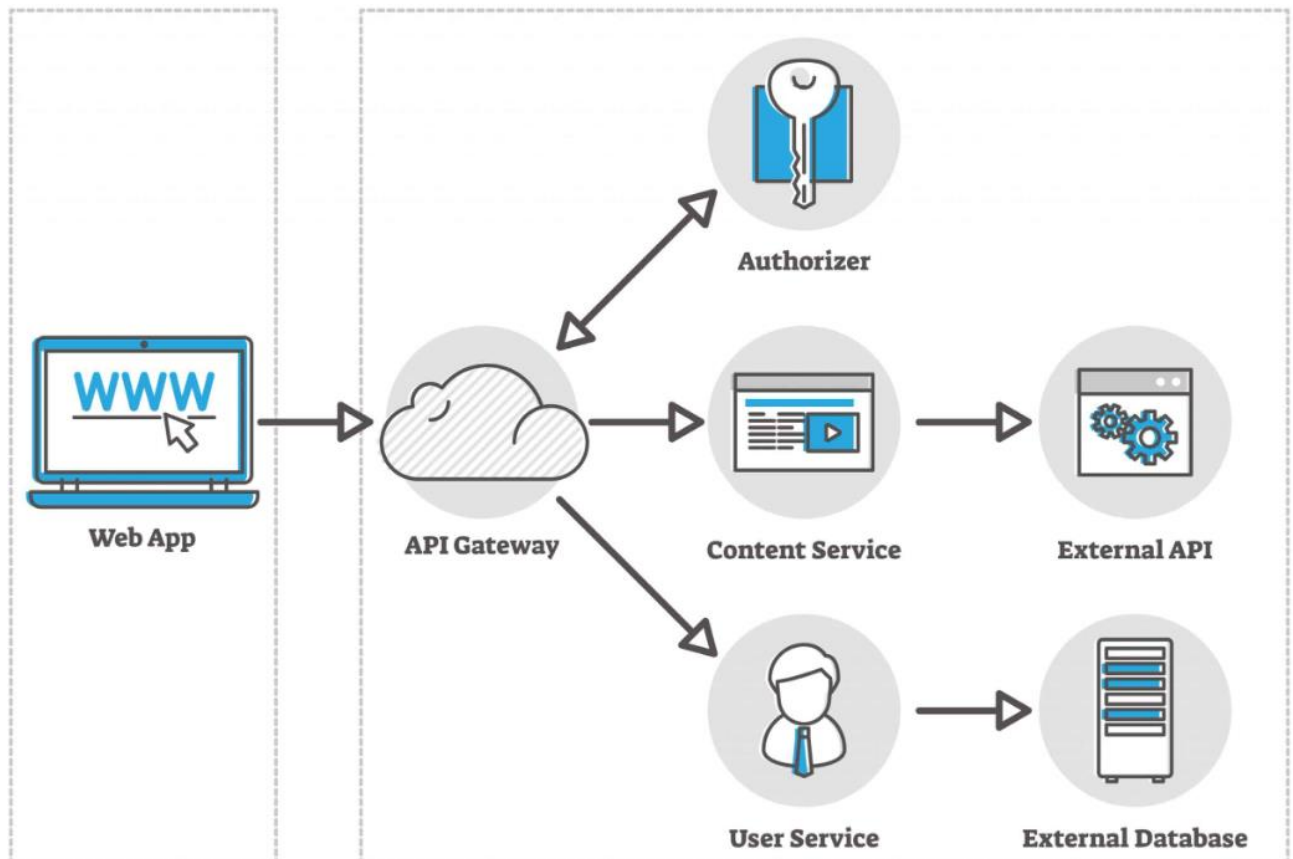 Authorizer
WWW
Web App
API Gateway
Content Service
External API
User Service
External Database